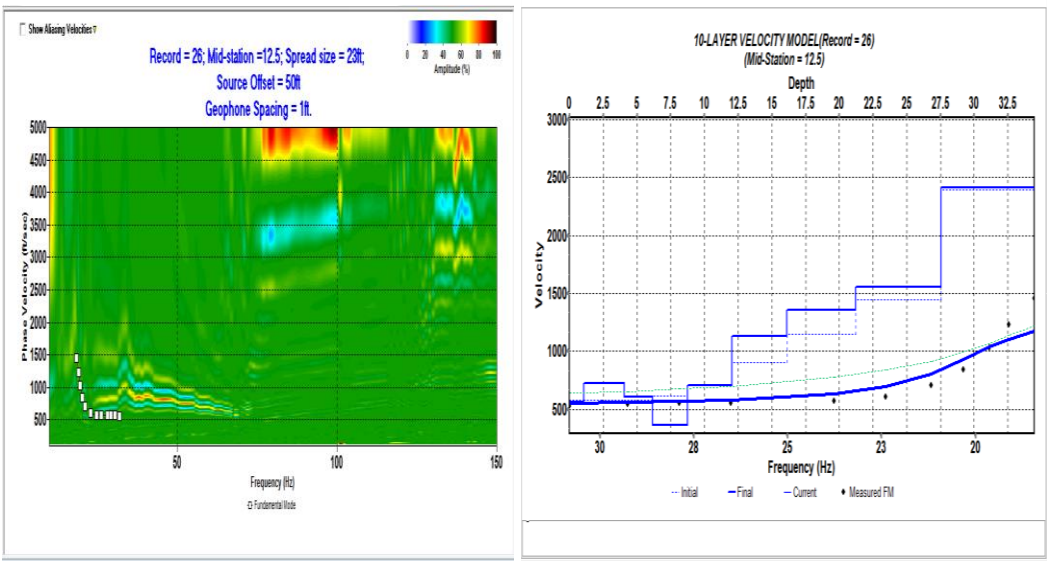 Show Aliasing Velocities
0 20 40 60 80 100
Amplitude (%)
Record = 26; Mid-station =12.5; Spread size = 23ft;
Source Offset = 50ft
Geophone Spacing = 1ft.
5000
4500
4000
3500
3000
2500
2000
1500
1000
500
Phase Velocity (ft/sec)
50 100 150
Frequency (Hz)
Fundamental Mode
10-LAYER VELOCITY MODEL(Record = 26)
(Mid-Station = 12.5)
Depth
0 2.5 5 7.5 10 12.5 15 17.5 20 22.5 25 27.5 30 32.5
3000
2500
2000
1500
1000
500
Velocity
30 28 25 23 20
Frequency (Hz)
Initial Final Current Measured FM